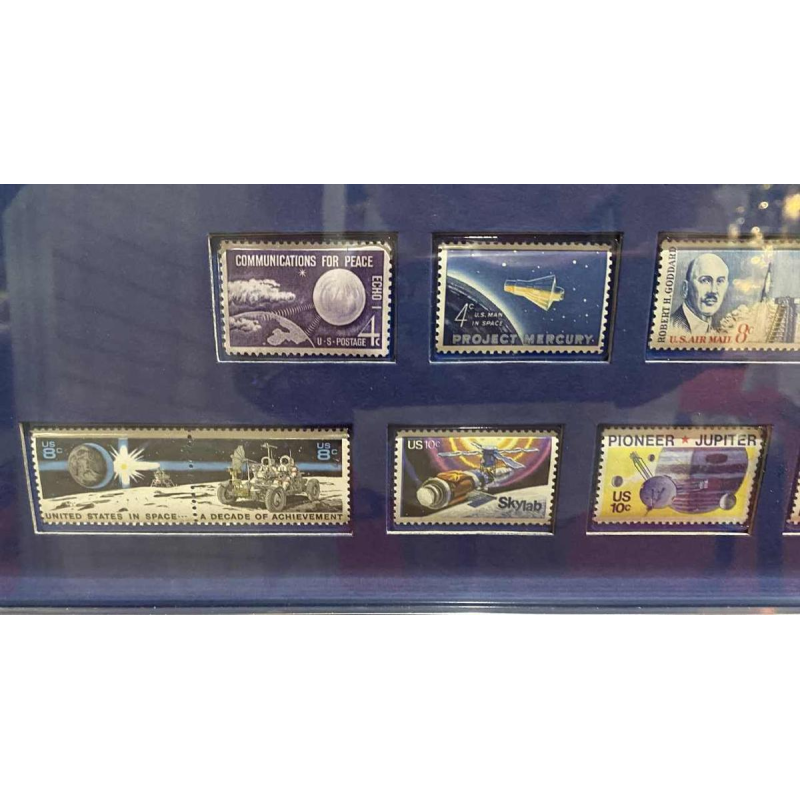 COMMUNICATIONS FOR PEACE
ECHO I
U·S·POSTAGE 4c
4c U.S. MAN
IN SPACE
PROJECT MERCURY
ROBERT H. GODDARD
U.S. AIR MAIL 8c
US
8c
US
8c
UNITED STATES IN SPACE... A DECADE OF ACHIEVEMENT
US 10c
Skylab
PIONEER ★ JUPITER
US
10c